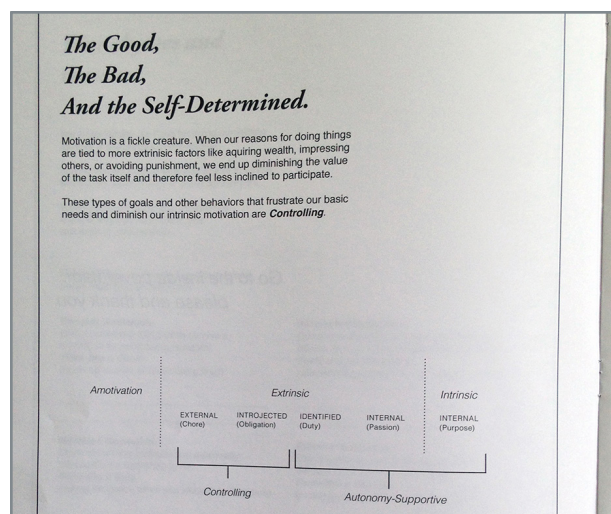 The Good,
The Bad,
And the Self-Determined.
Motivation is a fickle creature. When our reasons for doing things
are tied to more extrinisic factors like aquiring wealth, impressing
others, or avoiding punishment, we end up diminishing the value
of the task itself and therefore feel less inclined to participate.
These types of goals and other behaviors that frustrate our basic
needs and diminish our intrinsic motivation are Controlling.
Amotivation
Extrinsic
Intrinsic
EXTERNAL
(Chore)
INTROJECTED
(Obligation)
IDENTIFIED
(Duty)
INTERNAL
(Passion)
INTERNAL
(Purpose)
Controlling
Autonomy-Supportive